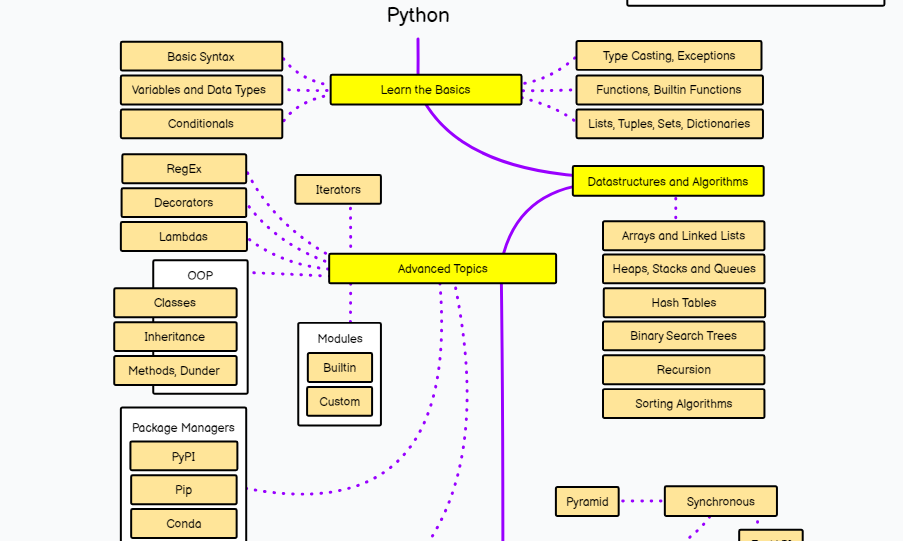 Python
Basic Syntax
Variables and Data Types
Conditionals
Learn the Basics
Type Casting, Exceptions
Functions, Builtin Functions
Lists, Tuples, Sets, Dictionaries
Datastructures and Algorithms
Arrays and Linked Lists
Heaps, Stacks and Queues
Hash Tables
Binary Search Trees
Recursion
Sorting Algorithms
RegEx
Decorators
Lambdas
Iterators
Advanced Topics
OOP
Classes
Inheritance
Methods, Dunder
Modules
Builtin
Custom
Package Managers
PyPI
Pip
Conda
Pyramid
Synchronous